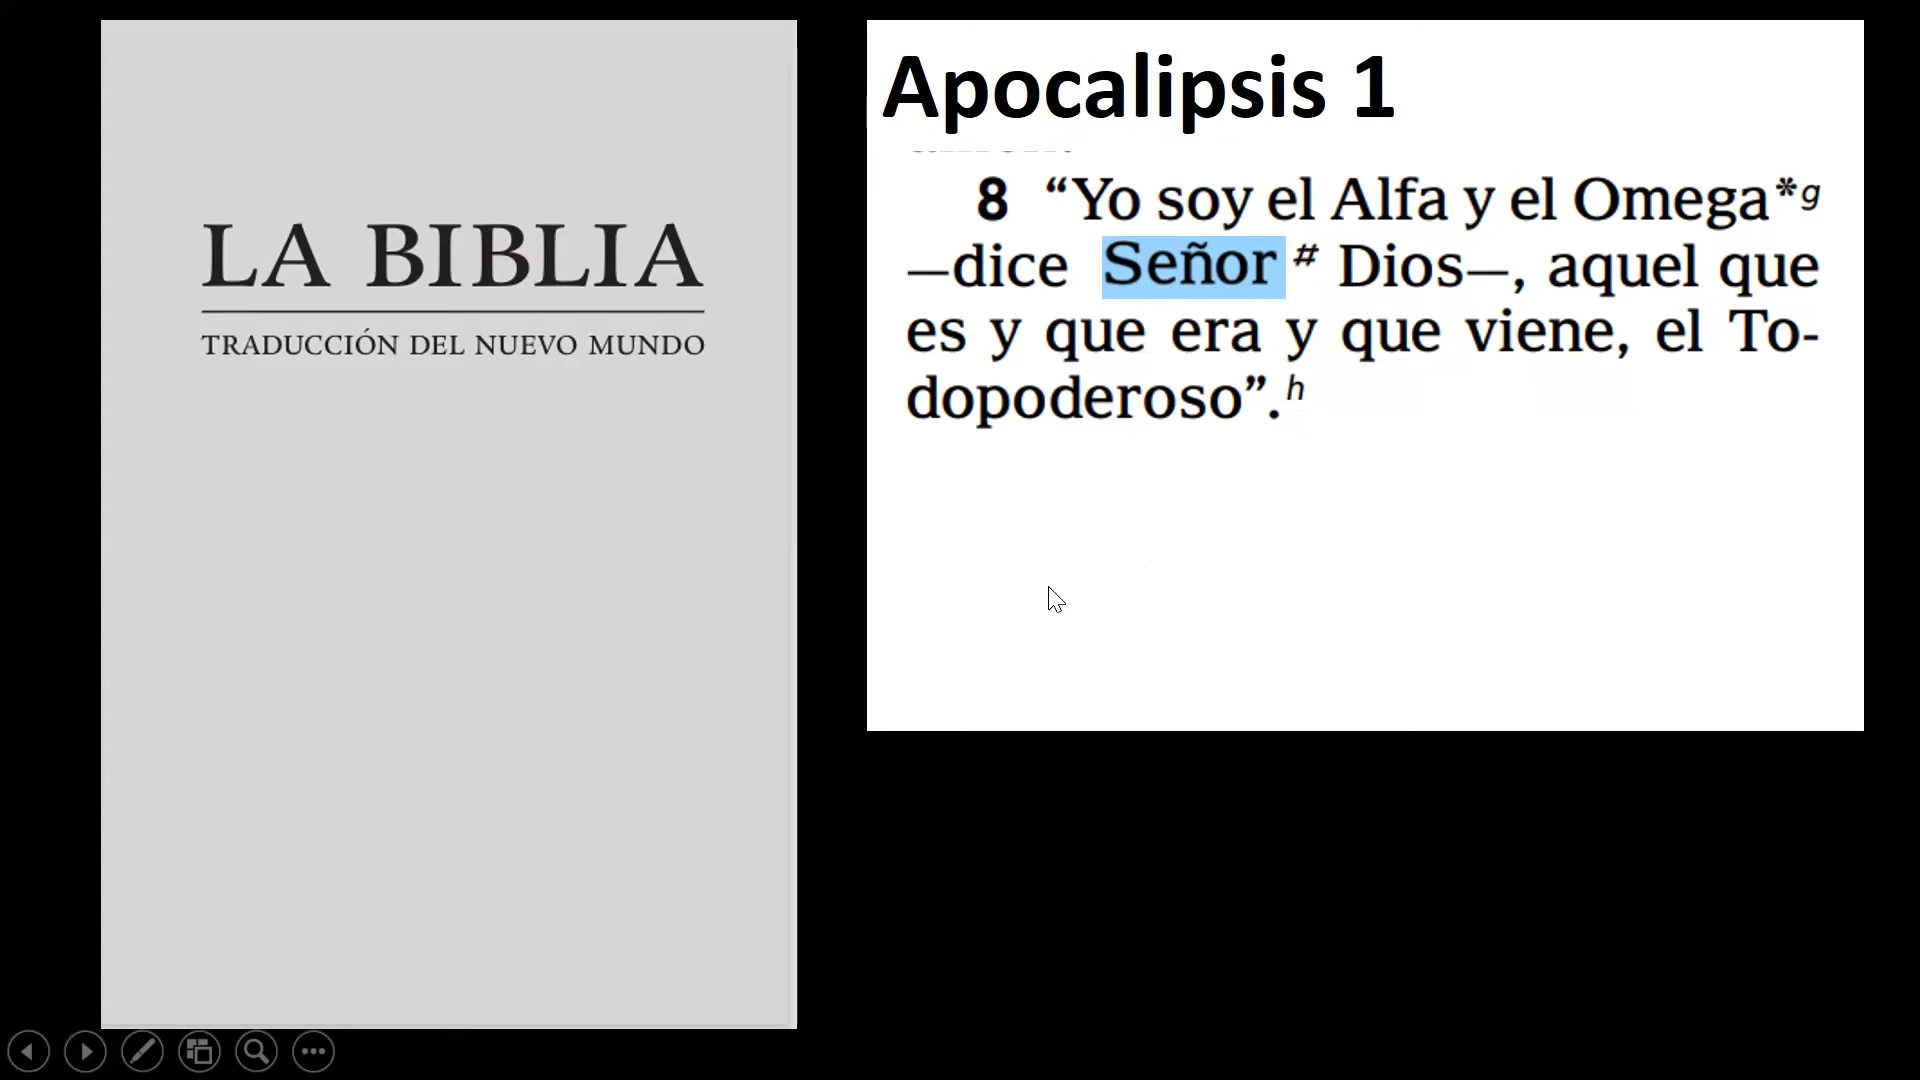 LA BIBLIA
TRADUCCIÓN DEL NUEVO MUNDO
Apocalipsis 1
8 “Yo soy el Alfa y el Omega*g
—dice Señor # Dios—, aquel que
es y que era y que viene, el To-
dopoderoso”.h